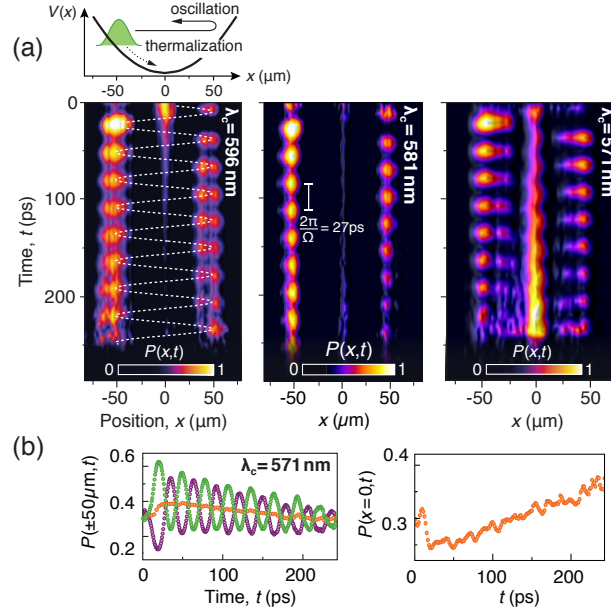 V(x)
oscillation
thermalization
-50 0 50
x (μm)
(a)
0
100
200
Time, t (ps)
λc = 596 nm
P(x,t)
0 1
-50 0 50
Position, x (μm)
λc = 581 nm
2π/Ω = 27ps
P(x,t)
0 1
-50 0 50
x (μm)
λc = 571 nm
P(x,t)
0 1
-50 0 50
x (μm)
(b)
P(±50μm,t)
0.6
0.4
0.2
λc = 571 nm
0 100 200
Time, t (ps)
P(x=0,t)
0.4
0.3
0 100 200
t (ps)